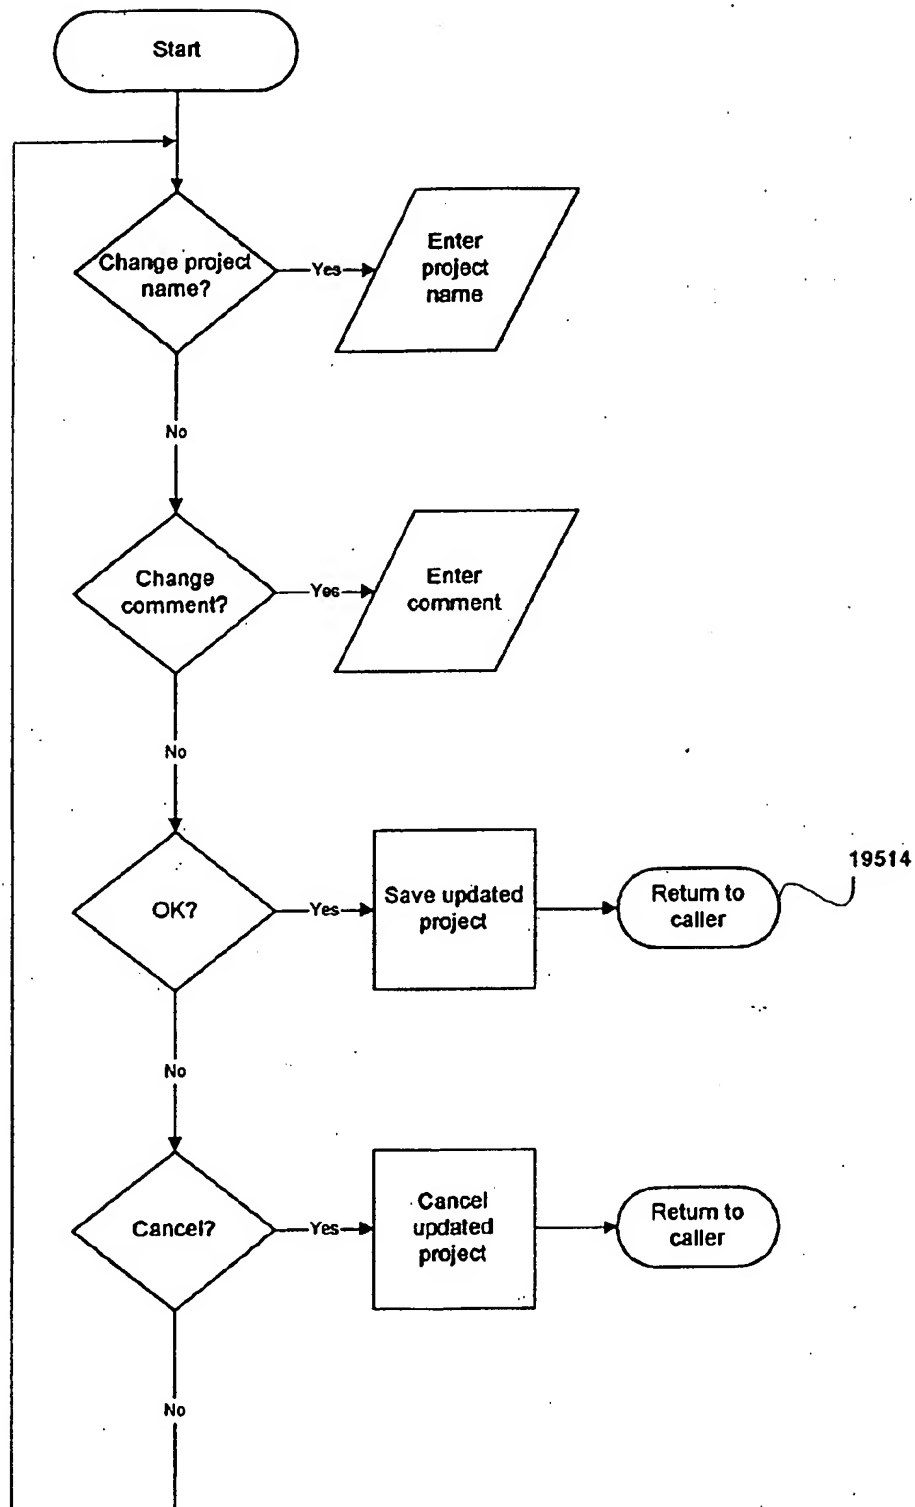 Start
Change project
name?
Yes
Enter
project
name
No
Change
comment?
Yes
Enter
comment
No
OK?
Yes
Save updated
project
Return to
caller
19514
No
Cancel?
Yes
Cancel
updated
project
Return to
caller
No